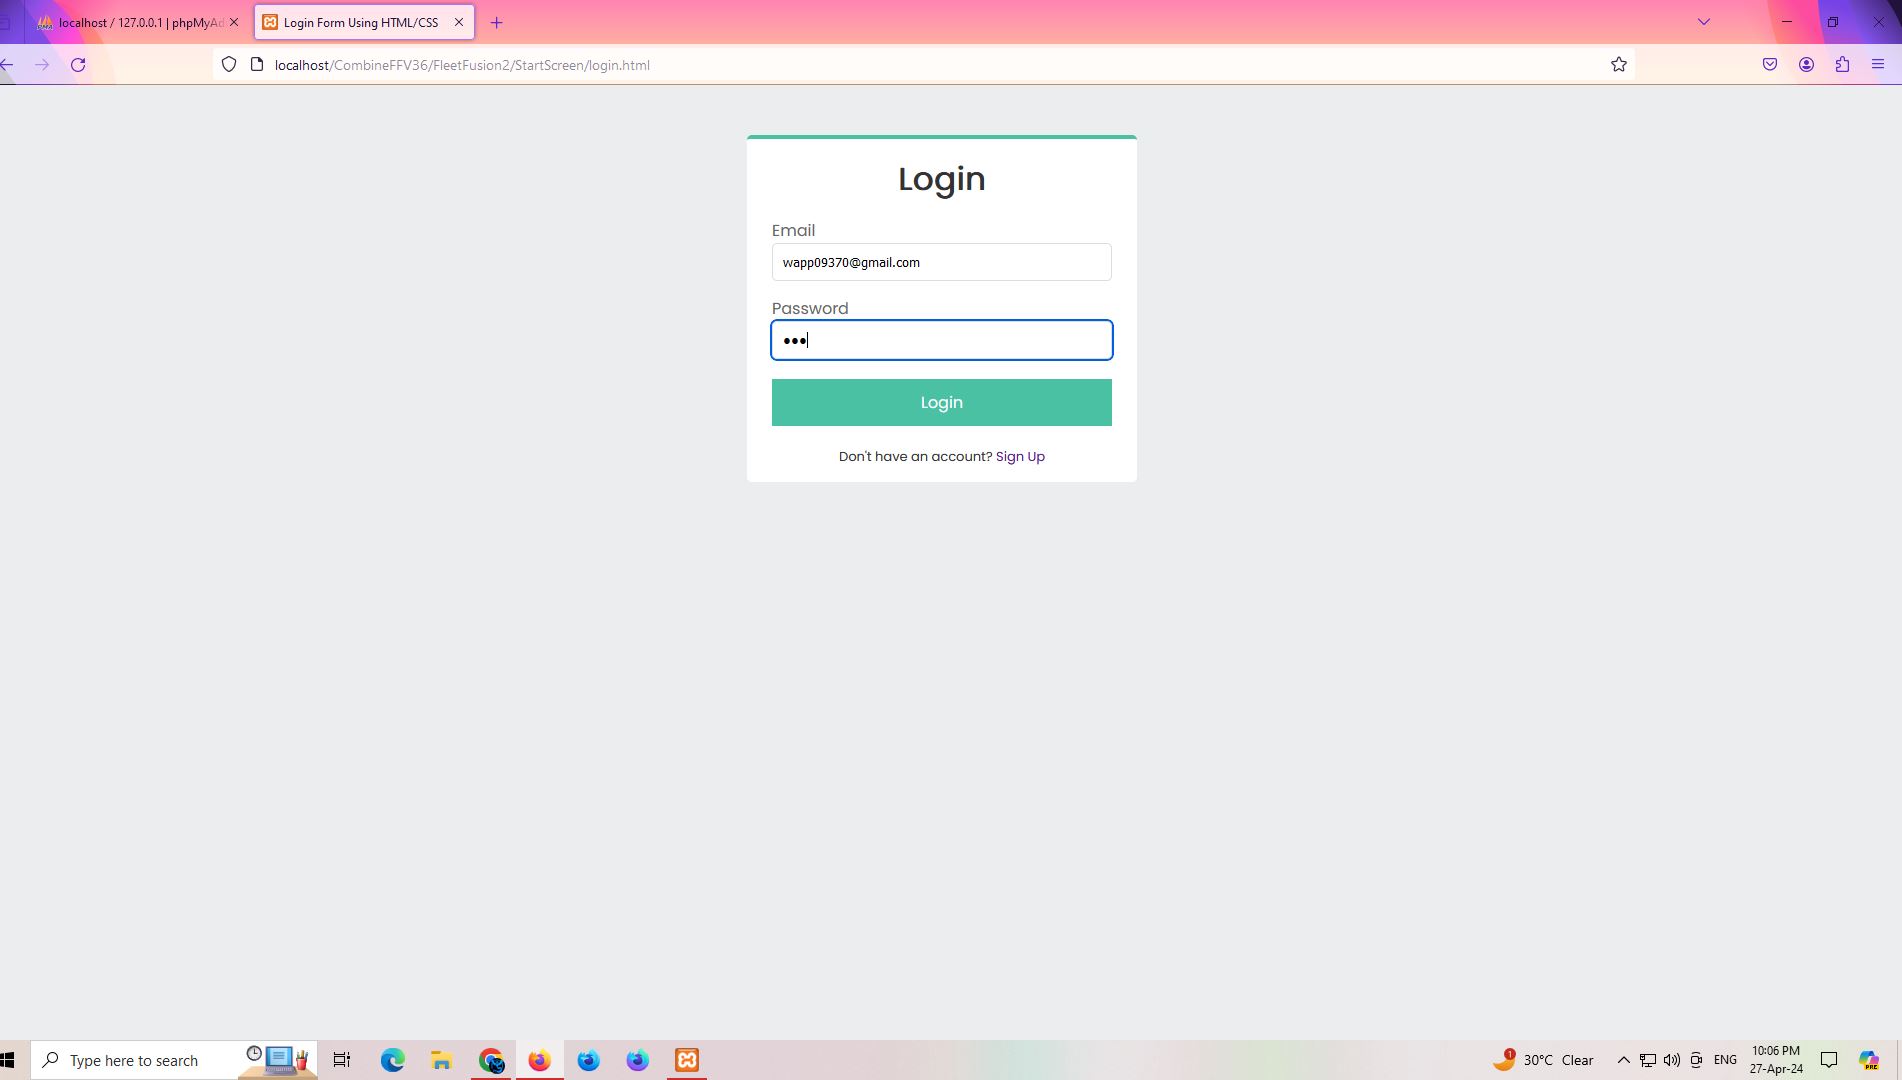 localhost / 127.0.0.1 | phpMyAd
Login Form Using HTML/CSS
localhost/CombineFFV36/FleetFusion2/StartScreen/login.html
Login
Email
wapp09370@gmail.com
Password
•••
Login
Don't have an account? Sign Up
Type here to search
1
30°C Clear
ENG
10:06 PM
27-Apr-24
PRE